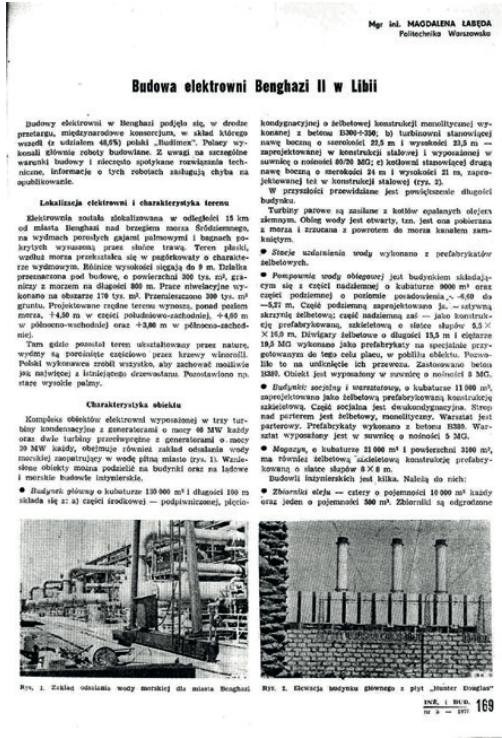 Mgr inż. MAGDALENA ŁABĘDA
Politechnika Warszawska
Budowa elektrowni Benghazi II w Libii
Budowy elektrowni w Benghazi podjęło się, w drodze
przetargu, międzynarodowe konsorcjum, w skład którego
wszedł (z udziałem 48,5%) polski „Budimex”. Polacy wy-
konali głównie roboty budowlane. Z uwagi na szczególne
warunki budowy i nieczęsto spotykane rozwiązania tech-
niczne, informacje o tych robotach zasługują chyba na
opublikowanie.
Lokalizacja elektrowni i charakterystyka terenu
Elektrownia została zlokalizowana w odległości 15 km
od miasta Benghazi nad brzegiem morza Śródziemnego,
na wydmach porosłych gajami palmowymi i bagnach po-
krytych wysuszoną przez słońce trawą. Teren płaski,
wzdłuż morza przekształca się w pagórkowaty o charakte-
rze wydmowym. Różnice wysokości sięgają do 9 m. Działka
przeznaczona pod budowę, o powierzchni 300 tys. m², gra-
niczy z morzem na długości 800 m. Prace niwelacyjne wy-
konano na obszarze 170 tys. m². Przemieszczono 300 tys. m³
gruntu. Projektowane rzędne terenu wynoszą, ponad poziom
morza, +4,50 m w części południowo-zachodniej, +4,00 m
w północno-wschodniej oraz +3,80 m w północno-zachod-
niej.
Tam gdzie pozostał teren ukształtowany przez naturę,
wydmy są porośnięte częściowo przez krzewy winorośli.
Polski wykonawca zrobił wszystko, aby zachować możliwie
jak najwięcej z istniejącego drzewostanu. Pozostawiono np.
stare wysokie palmy.
Charakterystyka obiektu
Kompleks obiektów elektrowni wyposażonej w trzy tur-
biny kondensacyjne z generatorami o mocy 40 MW każdy
oraz dwie turbiny przeciwprężne z generatorami o mocy
30 MW każdy, obejmuje również zakład odsalania wody
morskiej zaopatrujący w wodę pitną miasto (rys. 1). Wznie-
sione obiekty można podzielić na budynki oraz na lądowe
i morskie budowle inżynierskie.
● Budynek główny o kubaturze 130 000 m³ i długości 100 m
składa się z: a) części środkowej — podpiwniczonej, pięcio-
kondygnacyjnej o żelbetowej konstrukcji monolitycznej wy-
konanej z betonu B300÷350; b) turbinowni stanowiącej
nawę boczną o szerokości 22,5 m i wysokości 23,5 m —
zaprojektowanej w konstrukcji stalowej i wyposażonej w
suwnicę o nośności 80/20 MG; c) kotłowni stanowiącej drugą
nawę boczną o szerokości 24 m i wysokości 21 m, zapro-
jektowanej też w konstrukcji stalowej (rys. 2).
W przyszłości przewidziane jest powiększenie długości
budynku.
Turbiny parowe są zasilane z kotłów opalanych olejem
ziemnym. Obieg wody jest otwarty, tzn. jest ona pobierana
z morza i zrzucana z powrotem do morza kanałem zam-
kniętym.
● Stację uzdatniania wody wykonano z prefabrykatów
żelbetowych.
● Pompownia wody obiegowej jest budynkiem składają-
cym się z części nadziemnej o kubaturze 9000 m³ oraz
części podziemnej o poziomie posadowienia -6,60 do
—5,77 m. Część podziemną zaprojektowano ja- sztywną
skrzynię żelbetową; część nadziemną zaś — jako konstruk-
cję prefabrykowaną, szkieletową o siatce słupów 5,5 ×
× 16,0 m. Dźwigary żelbetowe o długości 15,5 m i ciężarze
19,5 MG wykonano jako prefabrykaty na specjalnie przy-
gotowanym do tego celu placu, w pobliżu obiektu. Pozwo-
liło to na uniknięcie ich przewozu. Zastosowano beton
B380. Obiekt jest wyposażony w suwnicę o nośności 8 MG.
● Budynki: socjalny i warsztatowy, o kubaturze 11 000 m³,
zaprojektowano jako żelbetową prefabrykowaną konstrukcję
szkieletową. Część socjalna jest dwukondygnacyjna. Strop
nad parterem jest żelbetowy, monolityczny. Warsztat jest
parterowy. Prefabrykaty wykonano z betonu B380. War-
sztat wyposażony jest w suwnicę o nośności 5 MG.
● Magazyn, o kubaturze 21 000 m³ i powierzchni 3100 m²,
ma również żelbetową szkieletową konstrukcję prefabry-
kowaną o siatce słupów 8 × 8 m.
Budowli inżynierskich jest kilka. Należą do nich:
● Zbiorniki oleju — cztery o pojemności 10 000 m³ każdy
oraz jeden o pojemności 500 m³. Zbiorniki są odgrodzone
Rys. 1. Zakład odsalania wody morskiej dla miasta Benghazi
Rys. 2. Elewacja budynku głównego z płyt „Hunter Douglas”
INŻ. i BUD.
nr 5 — 1977
169